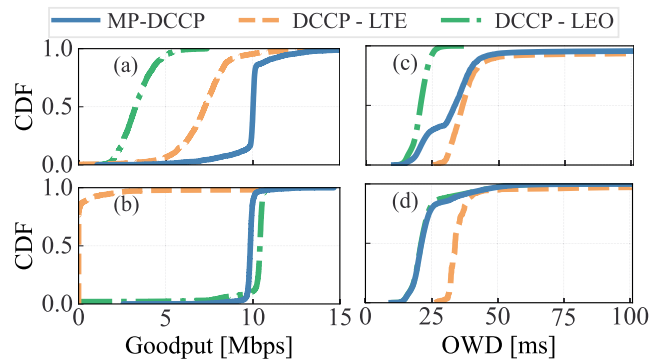 MP-DCCP DCCP - LTE DCCP - LEO
CDF
1.0
0.5
0.0
(a)
(c)
CDF
1.0
0.5
0.0
(b)
(d)
0 5 10 15
Goodput [Mbps]
0 25 50 75 100
OWD [ms]